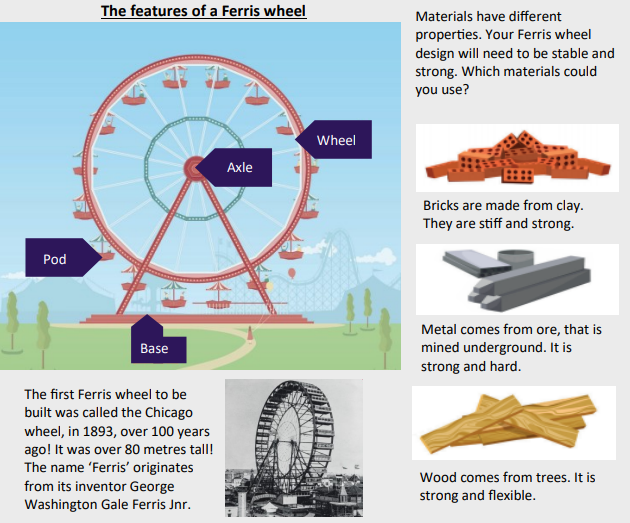 The features of a Ferris wheel
Wheel
Axle
Pod
Base
The first Ferris wheel to be
built was called the Chicago
wheel, in 1893, over 100 years
ago! It was over 80 metres tall!
The name ‘Ferris’ originates
from its inventor George
Washington Gale Ferris Jnr.
Materials have different
properties. Your Ferris wheel
design will need to be stable and
strong. Which materials could
you use?
Bricks are made from clay.
They are stiff and strong.
Metal comes from ore, that is
mined underground. It is
strong and hard.
Wood comes from trees. It is
strong and flexible.